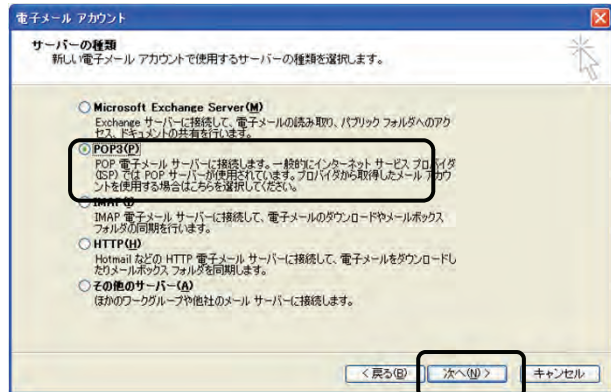 電子メール アカウント
サーバーの種類
新しい電子メール アカウントで使用するサーバーの種類を選択します。
Microsoft Exchange Server(M)
Exchange サーバーに接続して、電子メールの読み取り、パブリック フォルダへのアク
セス、ドキュメントの共有を行います。
POP3(P)
POP 電子メール サーバーに接続します。一般的にインターネット サービス プロバイダ
(ISP) では POP サーバーが使用されています。プロバイダから取得したメール アカウ
ントを使用する場合はこちらを選択してください。
IMAP(I)
IMAP 電子メール サーバーに接続して、電子メールのダウンロードやメールボックス
フォルダの同期を行います。
HTTP(H)
Hotmail などの HTTP 電子メール サーバーに接続して、電子メールをダウンロードし
たりメールボックス フォルダを同期します。
その他のサーバー(A)
ほかのワークグループや他社のメール サーバーに接続します。
< 戻る(B) 次へ(N) > キャンセル